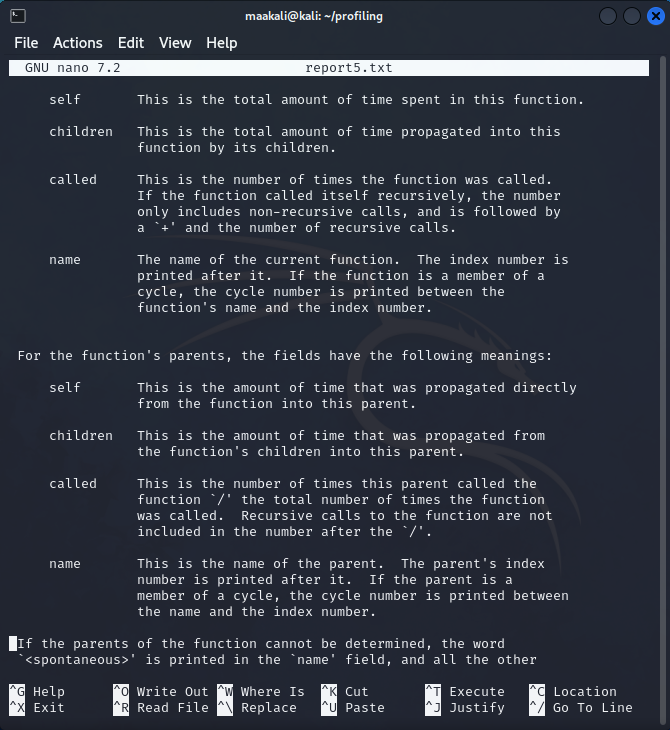 maakali@kali: ~/profiling
File Actions Edit View Help
GNU nano 7.2 report5.txt
self This is the total amount of time spent in this function.
children This is the total amount of time propagated into this
function by its children.
called This is the number of times the function was called.
If the function called itself recursively, the number
only includes non-recursive calls, and is followed by
a `+' and the number of recursive calls.
name The name of the current function. The index number is
printed after it. If the function is a member of a
cycle, the cycle number is printed between the
function's name and the index number.
For the function's parents, the fields have the following meanings:
self This is the amount of time that was propagated directly
from the function into this parent.
children This is the amount of time that was propagated from
the function's children into this parent.
called This is the number of times this parent called the
function `/' the total number of times the function
was called. Recursive calls to the function are not
included in the number after the `/'.
name This is the name of the parent. The parent's index
number is printed after it. If the parent is a
member of a cycle, the cycle number is printed between
the name and the index number.
If the parents of the function cannot be determined, the word
`<spontaneous>' is printed in the `name' field, and all the other
^G Help ^O Write Out ^W Where Is ^K Cut ^T Execute ^C Location
^X Exit ^R Read File ^\ Replace ^U Paste ^J Justify ^/ Go To Line